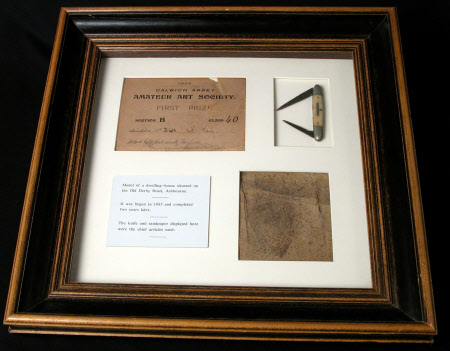 CALWICH ABBEY
AMATEUR ART SOCIETY.
FIRST PRIZE
SECTION B CLASS 40
Model of a dwelling-house situated on
the Old Derby Road, Ashbourne.
It was begun in 1897 and completed
two years later.
The knife and sandpaper displayed here
were the chief articles used.